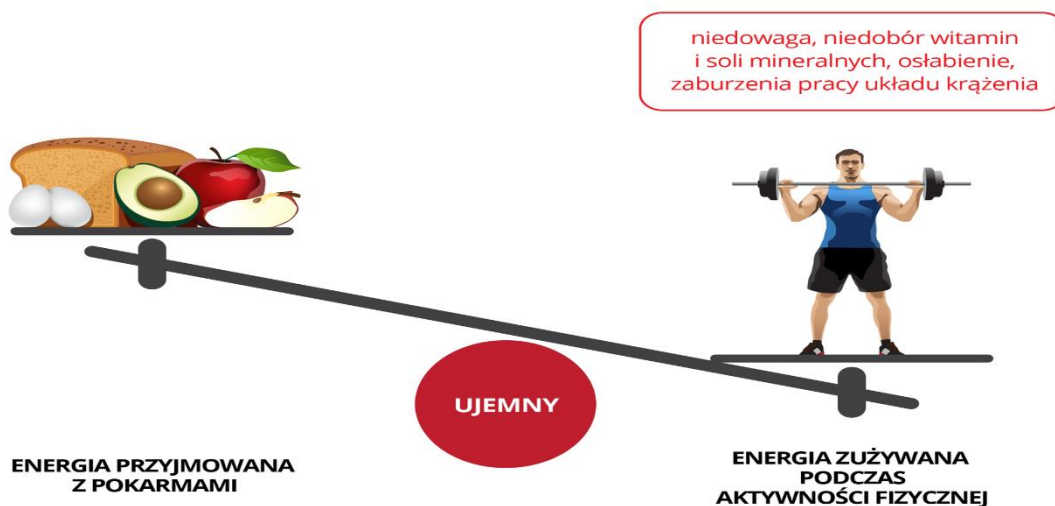 niedowaga, niedobór witamin
i soli mineralnych, osłabienie,
zaburzenia pracy układu krążenia
UJEMNY
ENERGIA PRZYJMOWANA
Z POKARMAMI
ENERGIA ZUŻYWANA
PODCZAS
AKTYWNOŚCI FIZYCZNEJ